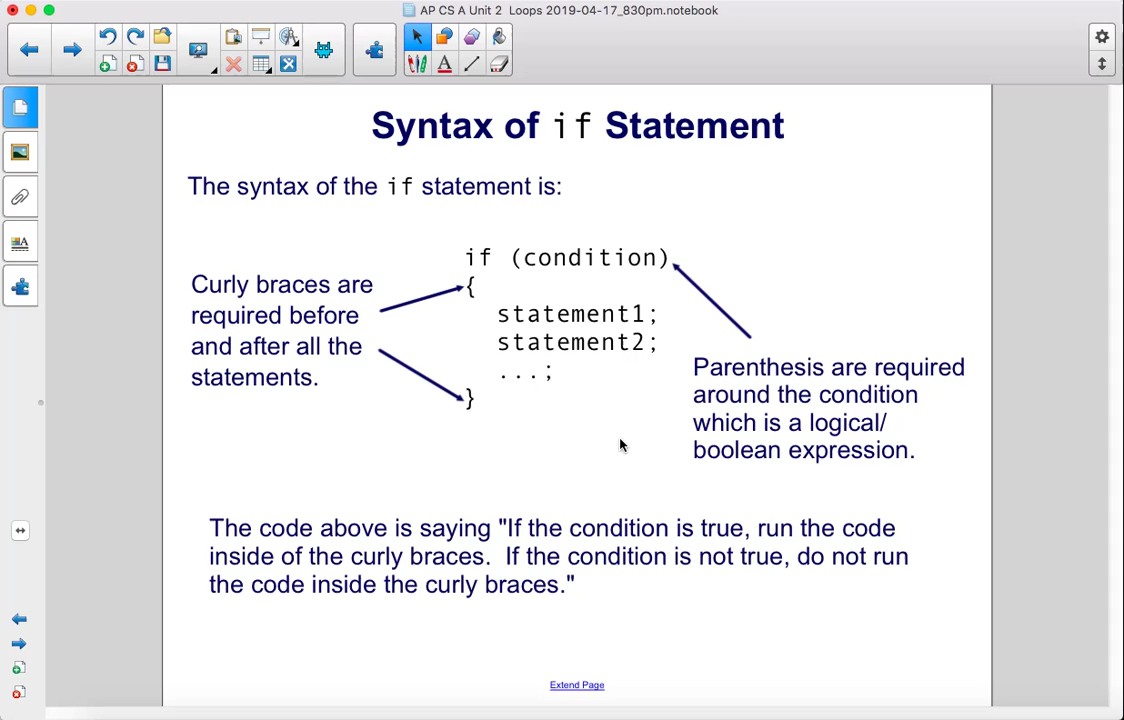 AP CS A Unit 2  Loops 2019-04-17_830pm.notebook
Syntax of if Statement
The syntax of the if statement is:
if (condition)
{
statement1;
statement2;
...;
}
Curly braces are
required before
and after all the
statements.
Parenthesis are required
around the condition
which is a logical/
boolean expression.
The code above is saying "If the condition is true, run the code
inside of the curly braces.  If the condition is not true, do not run
the code inside the curly braces."
Extend Page